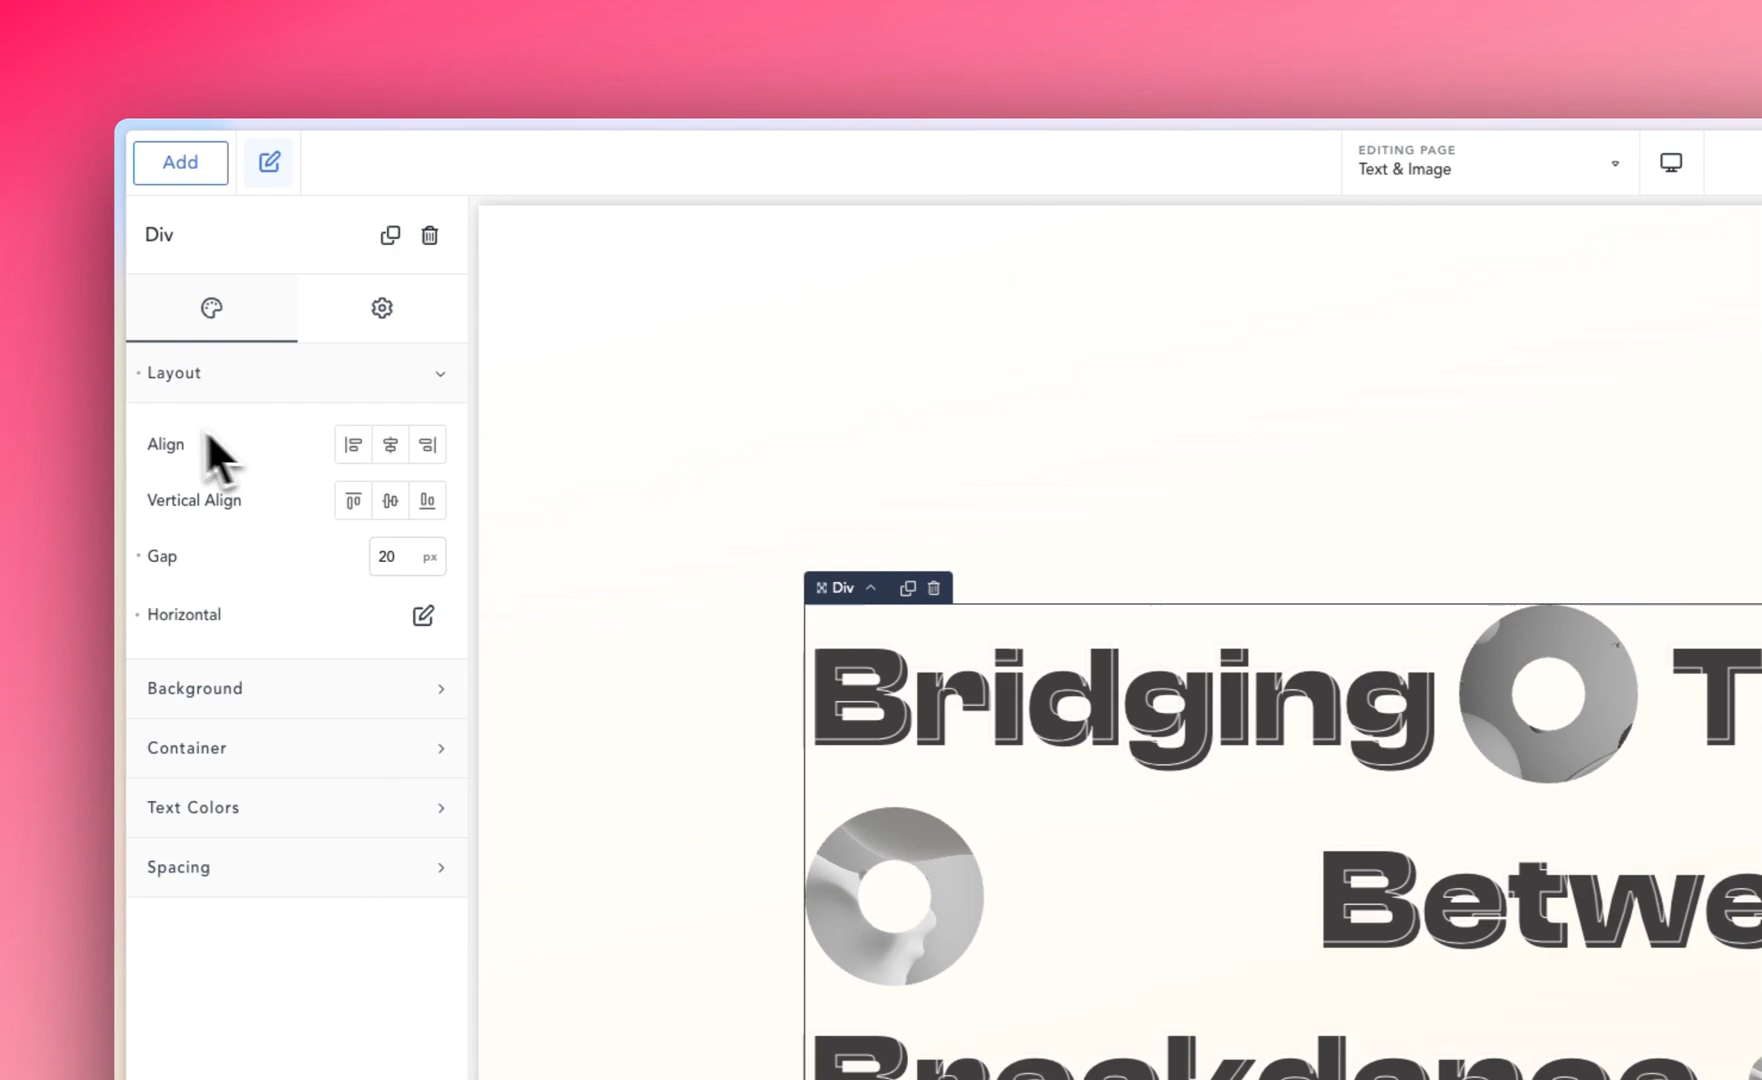 Add
EDITING PAGE
Text & Image
Div
Layout
Align
Vertical Align
Gap
20 px
Horizontal
Background
Container
Text Colors
Spacing
Div
Bridging T
Betwe
Breakdance